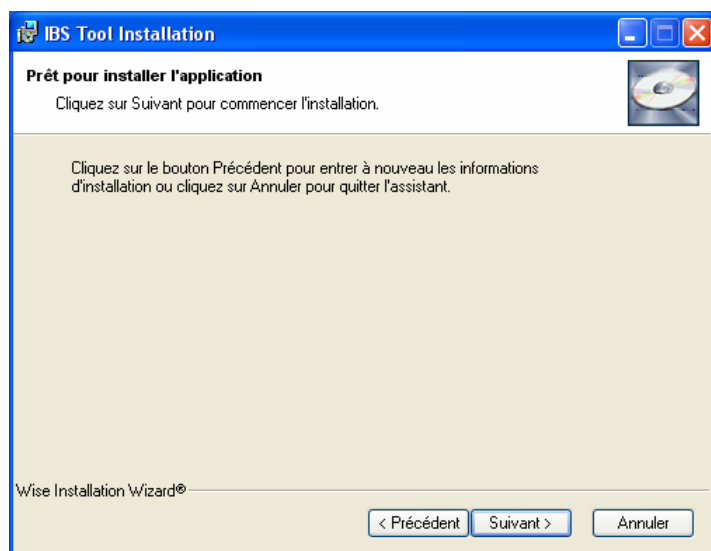 IBS Tool Installation
Prêt pour installer l'application
Cliquez sur Suivant pour commencer l'installation.
Cliquez sur le bouton Précédent pour entrer à nouveau les informations
d'installation ou cliquez sur Annuler pour quitter l'assistant.
Wise Installation Wizard®
< Précédent Suivant > Annuler